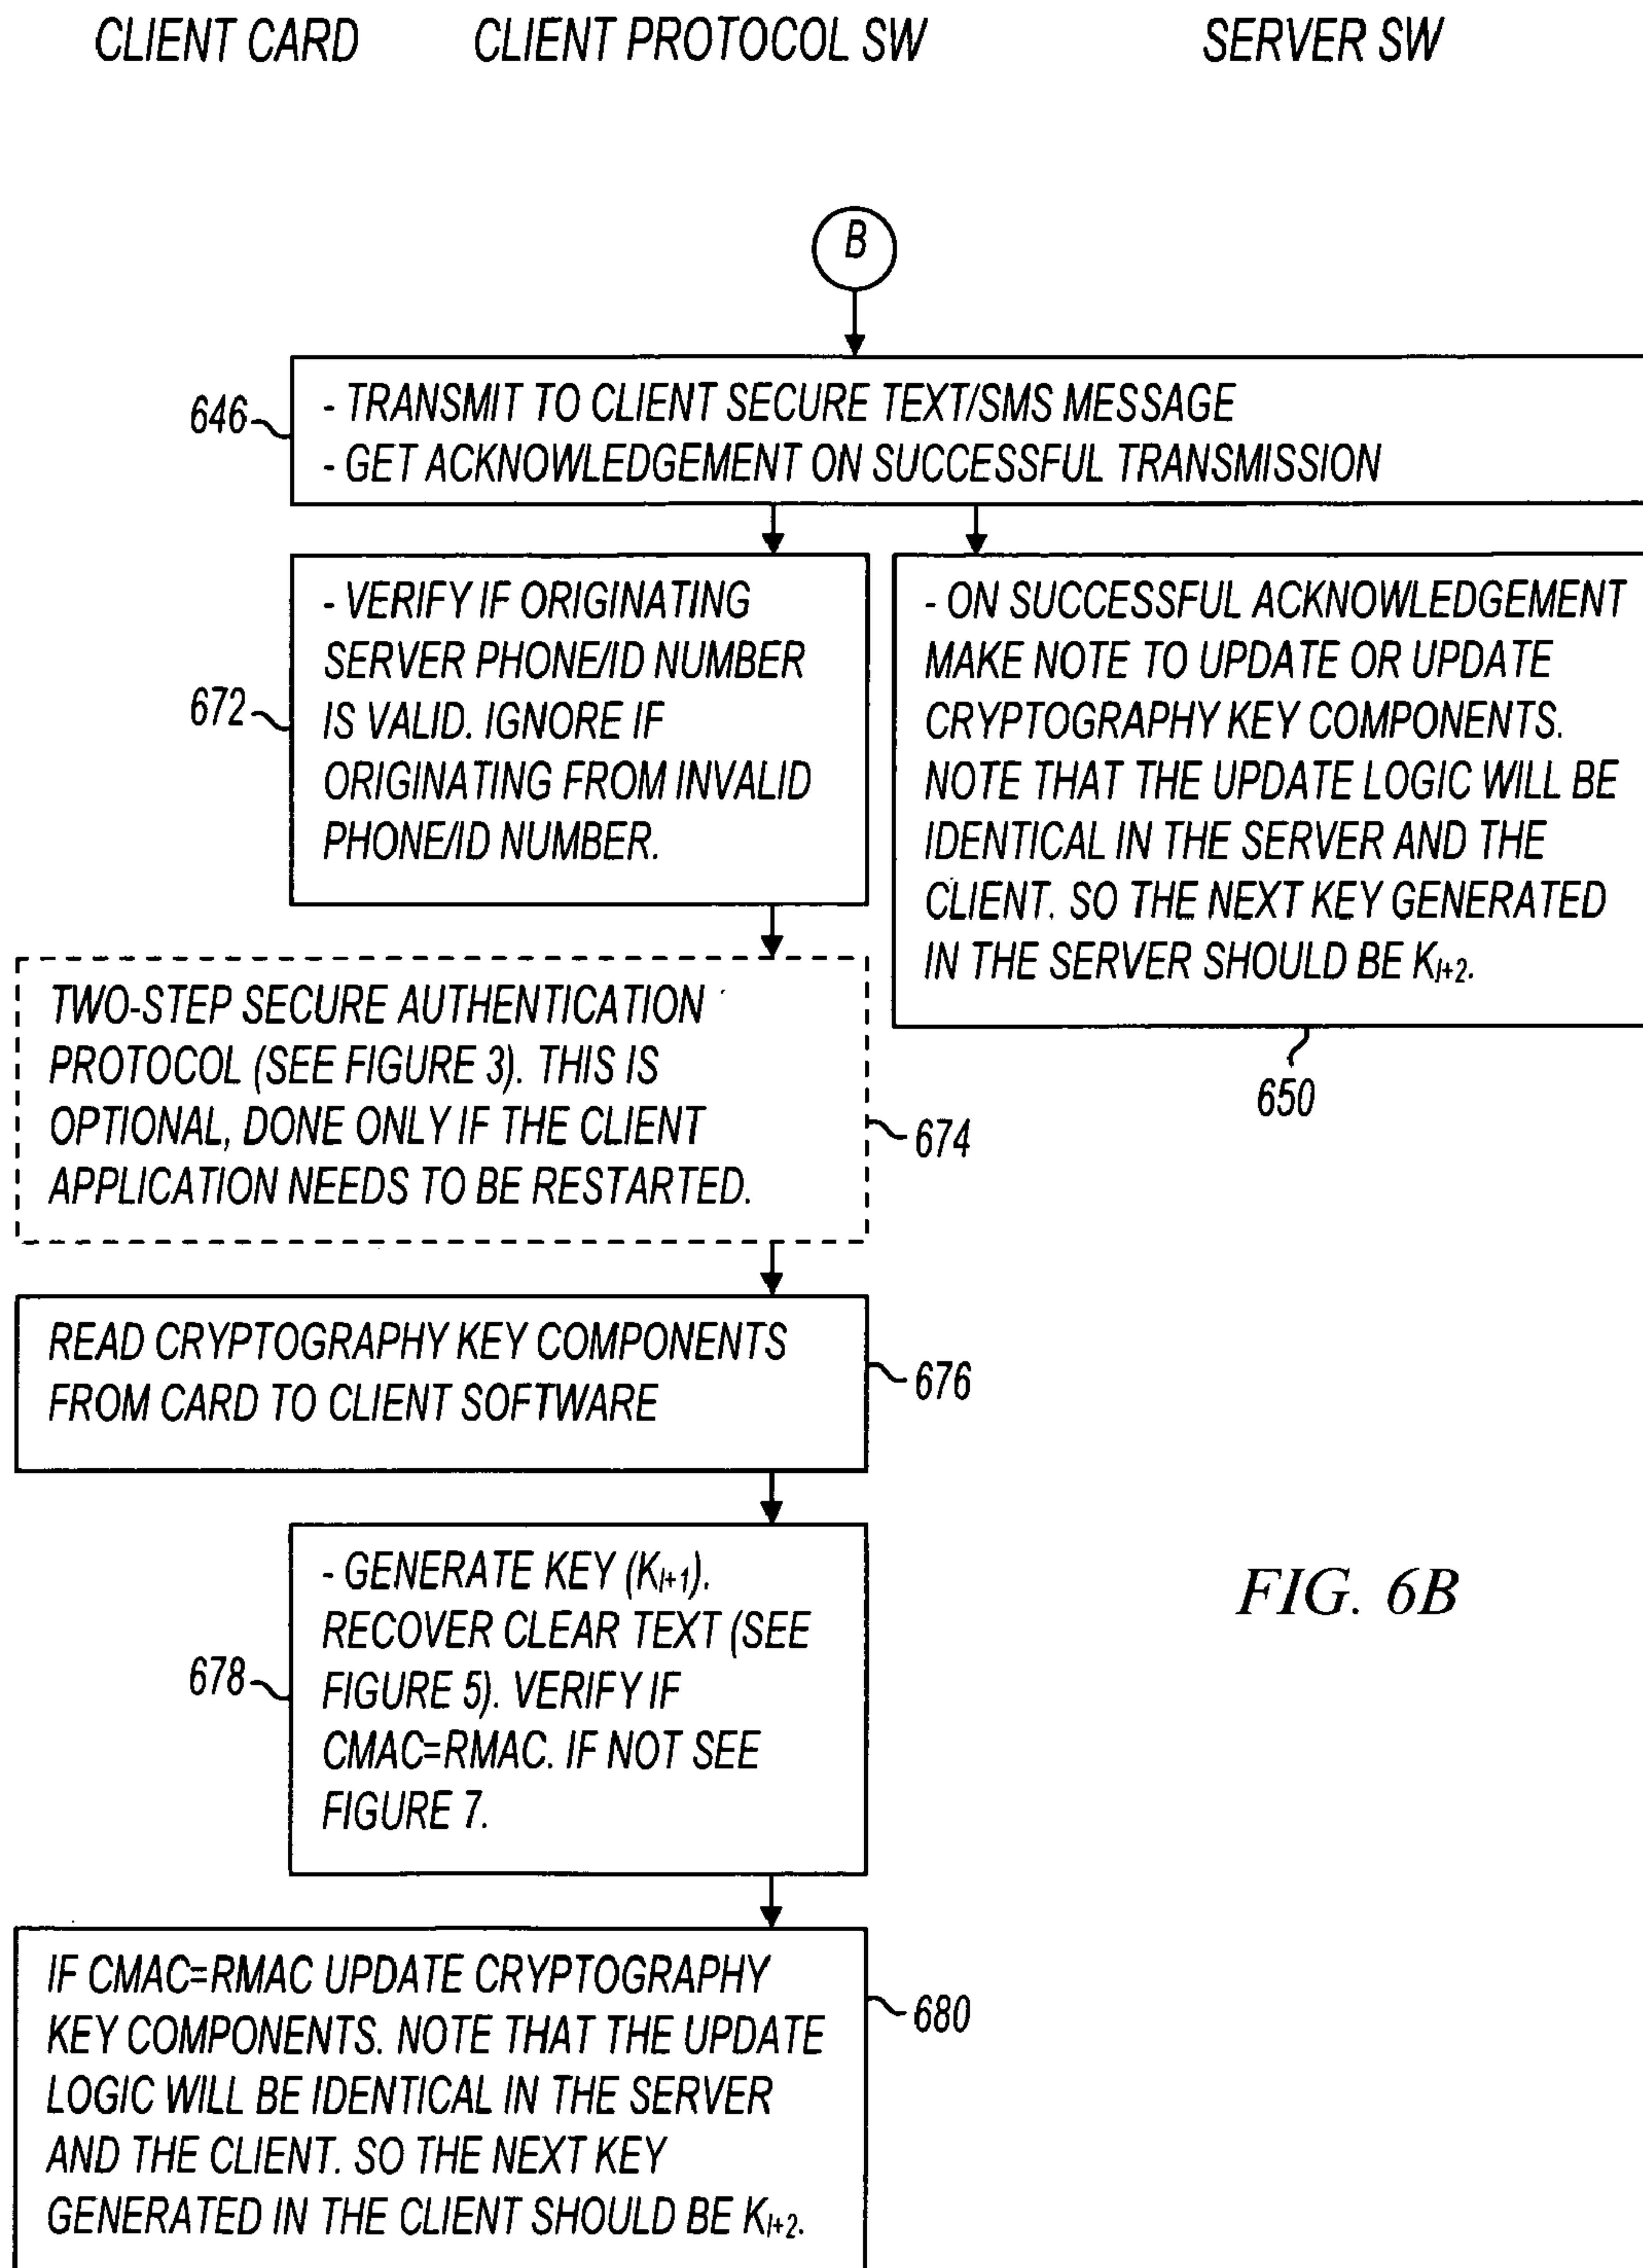 CLIENT CARD CLIENT PROTOCOL SW SERVER SW
B
646
- TRANSMIT TO CLIENT SECURE TEXT/SMS MESSAGE
- GET ACKNOWLEDGEMENT ON SUCCESSFUL TRANSMISSION
672
- VERIFY IF ORIGINATING
SERVER PHONE/ID NUMBER
IS VALID. IGNORE IF
ORIGINATING FROM INVALID
PHONE/ID NUMBER.
- ON SUCCESSFUL ACKNOWLEDGEMENT
MAKE NOTE TO UPDATE OR UPDATE
CRYPTOGRAPHY KEY COMPONENTS.
NOTE THAT THE UPDATE LOGIC WILL BE
IDENTICAL IN THE SERVER AND THE
CLIENT. SO THE NEXT KEY GENERATED
IN THE SERVER SHOULD BE KI+2.
650
TWO-STEP SECURE AUTHENTICATION
PROTOCOL (SEE FIGURE 3). THIS IS
OPTIONAL, DONE ONLY IF THE CLIENT
APPLICATION NEEDS TO BE RESTARTED.
674
READ CRYPTOGRAPHY KEY COMPONENTS
FROM CARD TO CLIENT SOFTWARE
676
678
- GENERATE KEY (KI+1).
RECOVER CLEAR TEXT (SEE
FIGURE 5). VERIFY IF
CMAC=RMAC. IF NOT SEE
FIGURE 7.
FIG. 6B
IF CMAC=RMAC UPDATE CRYPTOGRAPHY
KEY COMPONENTS. NOTE THAT THE UPDATE
LOGIC WILL BE IDENTICAL IN THE SERVER
AND THE CLIENT. SO THE NEXT KEY
GENERATED IN THE CLIENT SHOULD BE KI+2.
680